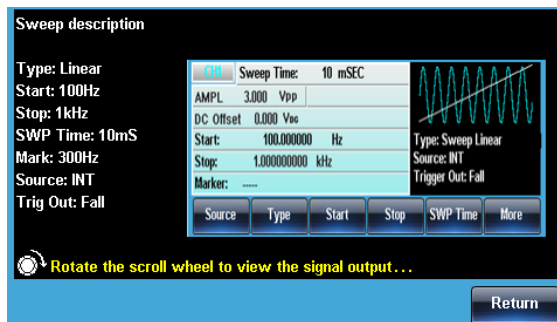 Sweep description
Type: Linear
Start: 100Hz
Stop: 1kHz
SWP Time: 10mS
Mark: 300Hz
Source: INT
Trig Out: Fall
CH1 Sweep Time: 10 mSEC
AMPL 3.000 VPP
DC Offset 0.000 VDC
Start: 100.000000 Hz
Stop: 1.000000000 kHz
Marker: ----
Type: Sweep Linear
Source: INT
Trigger Out: Fall
Source Type Start Stop SWP Time More
Rotate the scroll wheel to view the signal output...
Return